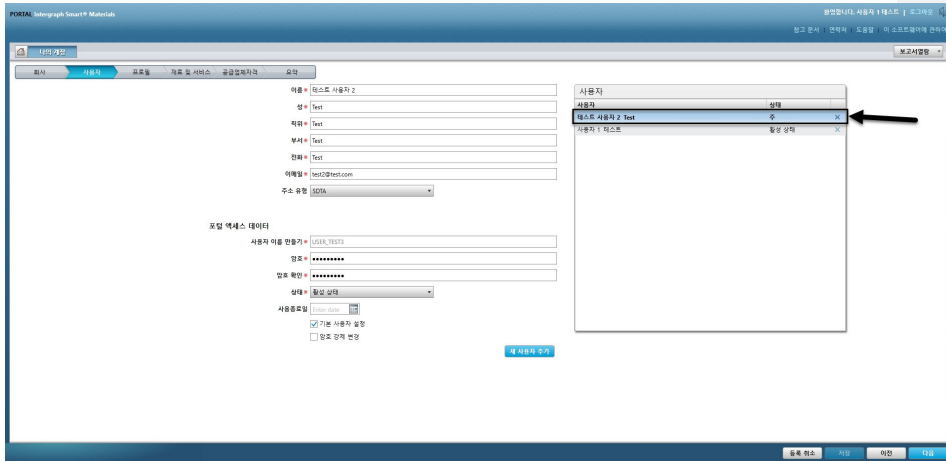 PORTAL Intergraph Smart® Materials
환영합니다, 사용자 1 테스트 | 로그아웃
참고 문서 | 연락처 | 도움말 | 이 소프트웨어에 관하여
나의 계정
보고서열람
회사 사용자 프로필 재료 및 서비스 공급업체자격 요약
이름* 테스트 사용자 2
성* Test
직위* Test
부서* Test
전화* Test
이메일* test2@test.com
주소 유형 SDTA
포털 액세스 데이터
사용자 이름 만들기* USER_TEST3
암호* •••••••••
암호 확인* •••••••••
상태* 활성 상태
사용종료일 Enter date
기본 사용자 설정
암호 강제 변경
새 사용자 추가
사용자
사용자 상태
테스트 사용자 2 Test 주 ×
사용자 1 테스트 활성 상태 ×
등록 취소 저장 이전 다음